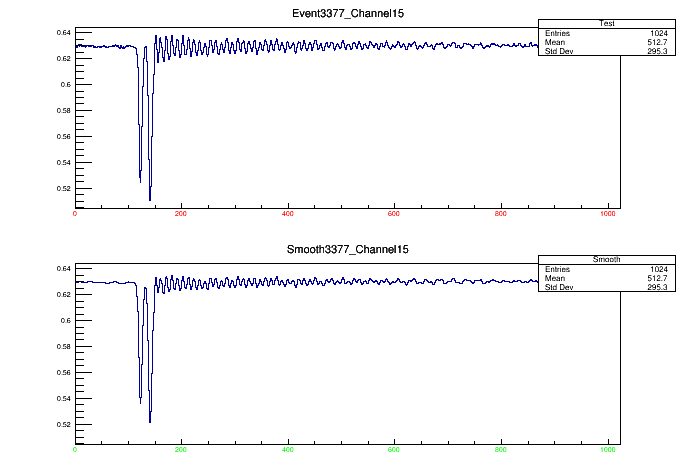 Event3377_Channel15
Test
Entries 1024
Mean 512.7
Std Dev 295.3
0.64
0.62
0.6
0.58
0.56
0.54
0.52
0 200 400 600 800 1000
Smooth3377_Channel15
Smooth
Entries 1024
Mean 512.7
Std Dev 295.3
0.64
0.62
0.6
0.58
0.56
0.54
0.52
0 200 400 600 800 1000